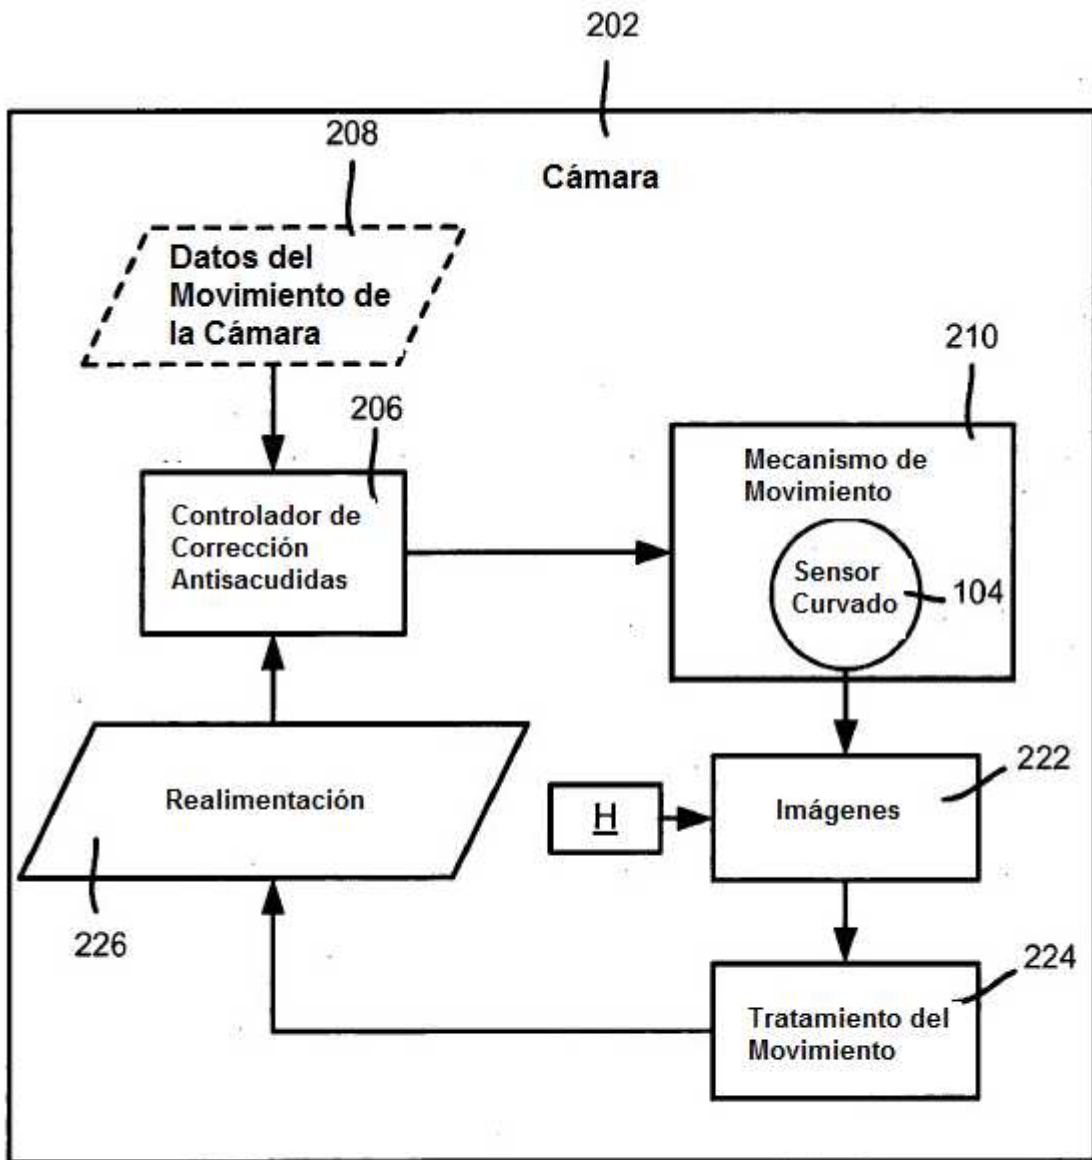 202
208
Cámara
Datos del
Movimiento de
la Cámara
210
206
Mecanismo de
Movimiento
Controlador de
Corrección
Antisacudidas
Sensor
Curvado
104
222
Realimentación
H
Imágenes
226
224
Tratamiento del
Movimiento